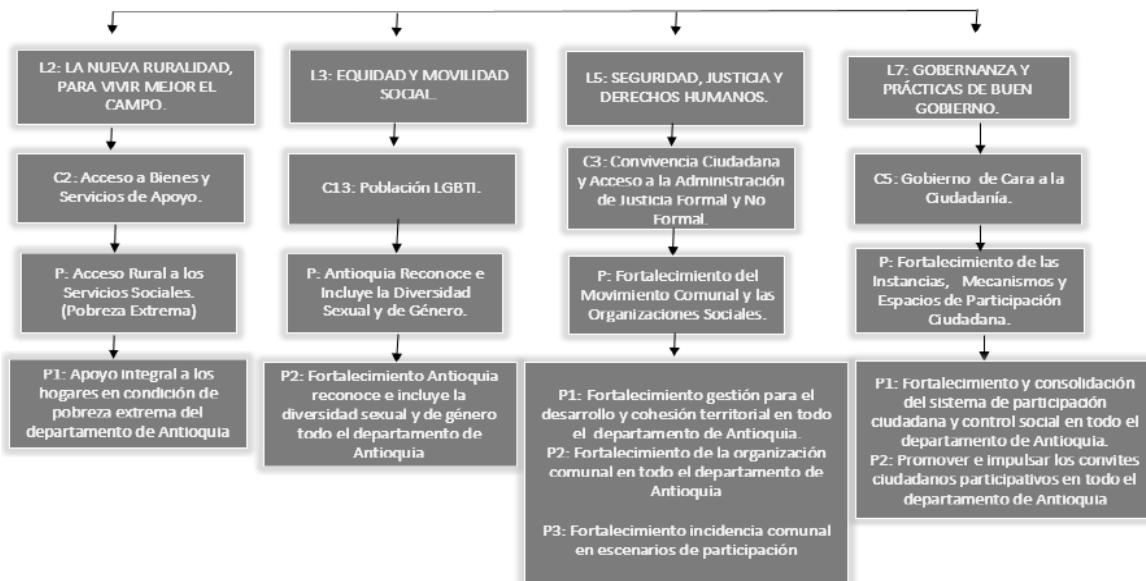 L2: LA NUEVA RURALIDAD,
PARA VIVIR MEJOR EL
CAMPO.
C2: Acceso a Bienes y
Servicios de Apoyo.
P: Acceso Rural a los
Servicios Sociales.
(Pobreza Extrema)
P1: Apoyo integral a los
hogares en condición de
pobreza extrema del
departamento de Antioquia
L3: EQUIDAD Y MOVILIDAD
SOCIAL.
C13: Población LGBTI.
P: Antioquia Reconoce e
Incluye la Diversidad
Sexual y de Género.
P2: Fortalecimiento Antioquia
reconoce e incluye la
diversidad sexual y de género
todo el departamento de
Antioquia
L5: SEGURIDAD, JUSTICIA Y
DERECHOS HUMANOS.
C3: Convivencia Ciudadana
y Acceso a la Administración
de Justicia Formal y No
Formal.
P: Fortalecimiento del
Movimiento Comunal y las
Organizaciones Sociales.
P1: Fortalecimiento gestión para el
desarrollo y cohesión territorial en todo
el departamento de Antioquia.
P2: Fortalecimiento de la organización
comunal en todo el departamento de
Antioquia
P3: Fortalecimiento incidencia comunal
en escenarios de participación
L7: GOBERNANZA Y
PRÁCTICAS DE BUEN
GOBIERNO.
C5: Gobierno de Cara a la
Ciudadanía.
P: Fortalecimiento de las
Instancias, Mecanismos y
Espacios de Participación
Ciudadana.
P1: Fortalecimiento y consolidación
del sistema de participación
ciudadana y control social en todo el
departamento de Antioquia.
P2: Promover e impulsar los convites
ciudadanos participativos en todo el
departamento de Antioquia